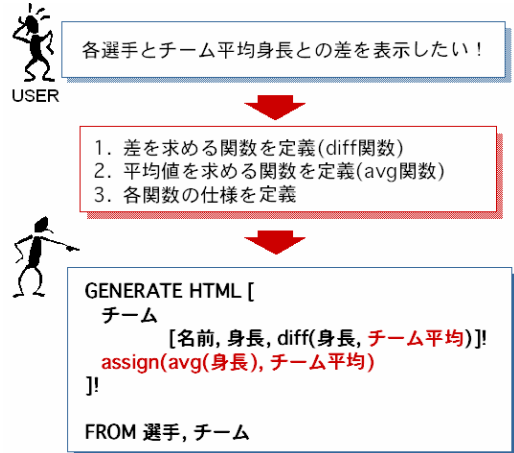 各選手とチーム平均身長との差を表示したい！
USER
1. 差を求める関数を定義(diff関数)
2. 平均値を求める関数を定義(avg関数)
3. 各関数の仕様を定義
GENERATE HTML [
チーム
[名前, 身長, diff(身長, チーム平均)]!
assign(avg(身長), チーム平均)
]!
FROM 選手, チーム